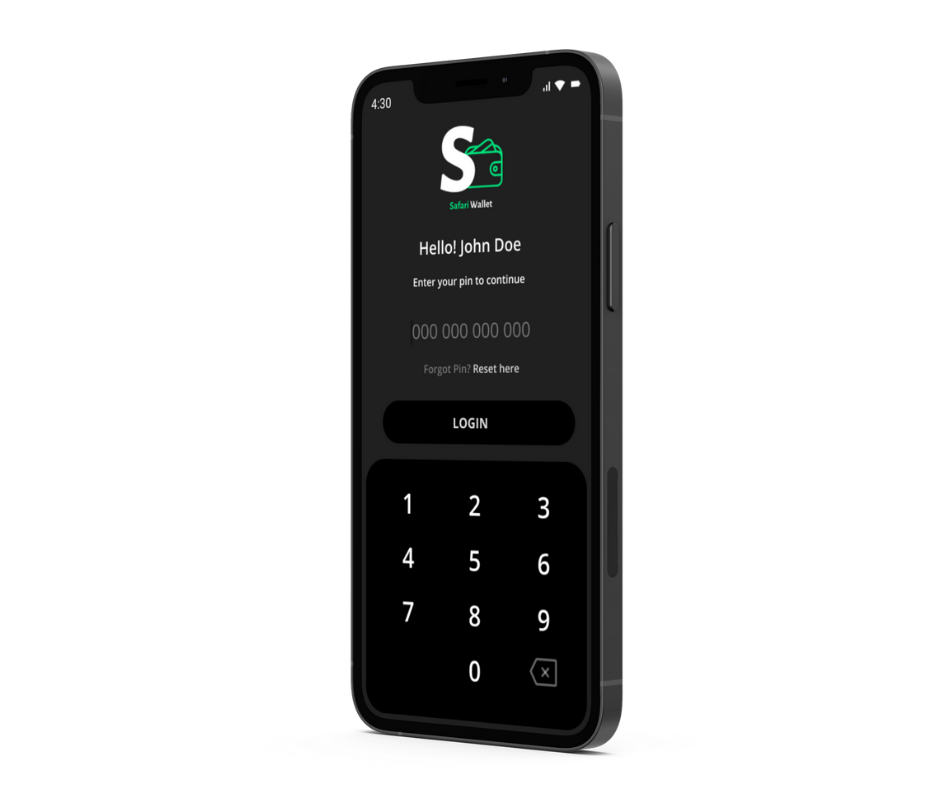 4:30
S
Safari Wallet
Hello! John Doe
Enter your pin to continue
000 000 000 000
Forgot Pin? Reset here
LOGIN
1 2 3
4 5 6
7 8 9
0